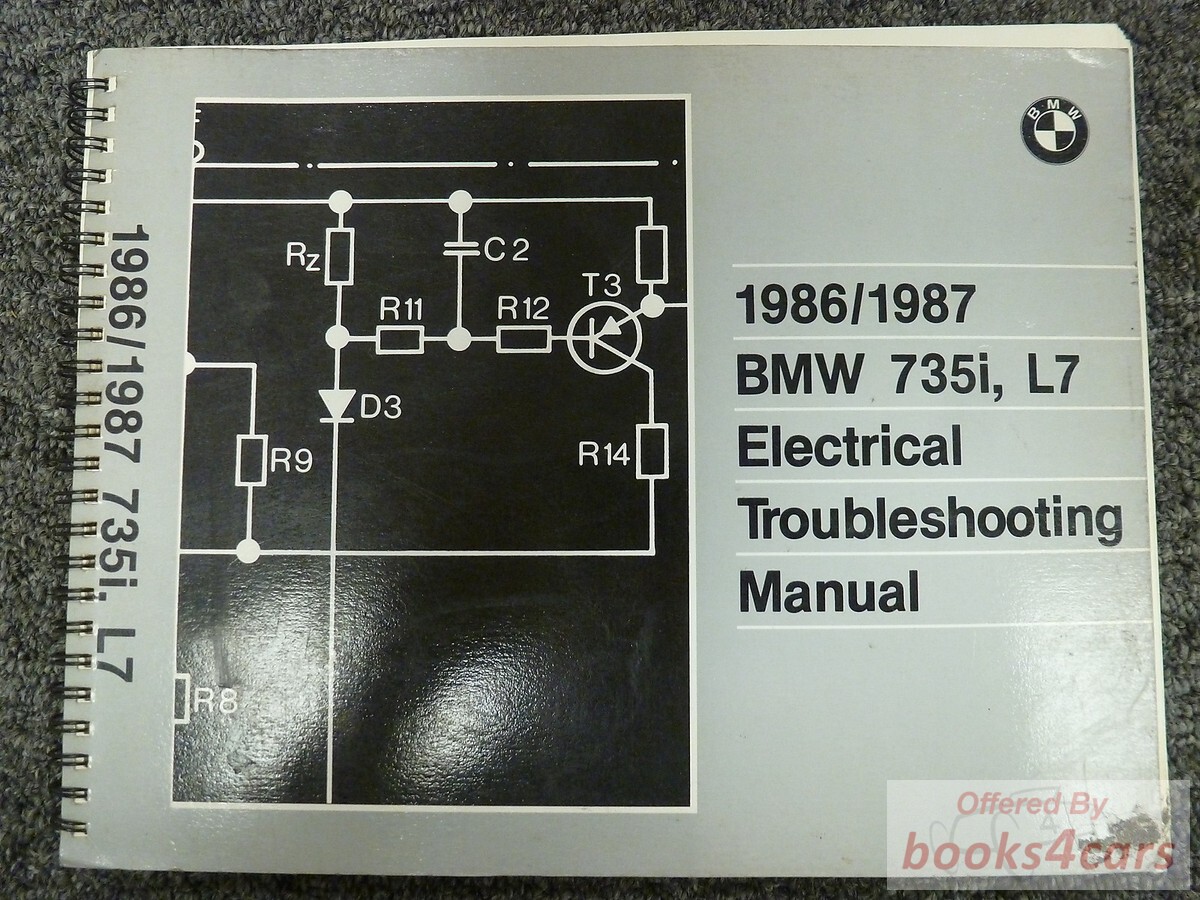 BMW
1986/1987
BMW 735i, L7
Electrical
Troubleshooting
Manual
1986/1987 735i, L7
Rz
C2
T3
R11
R12
D3
R9
R14
R8
Offered By
books4cars